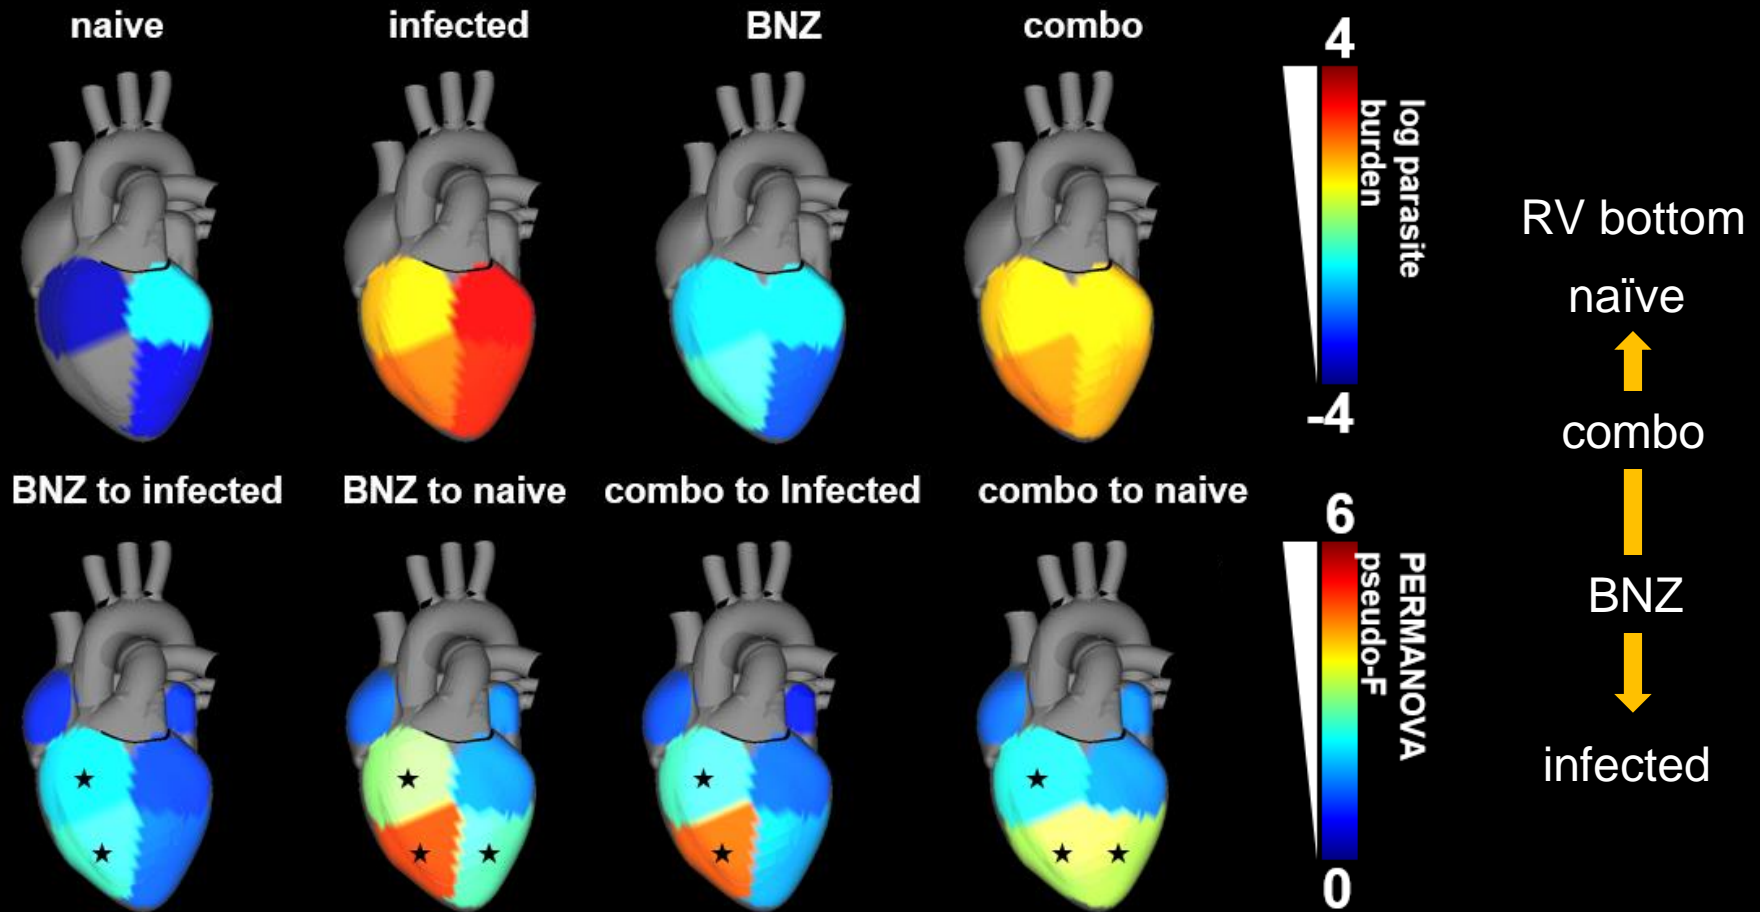 naive
infected
BNZ
combo
4
log parasite
burden
-4
BNZ to infected
BNZ to naive
combo to Infected
combo to naive
6
PERMANOVA
pseudo-F
0
RV bottom
naïve
combo
BNZ
infected